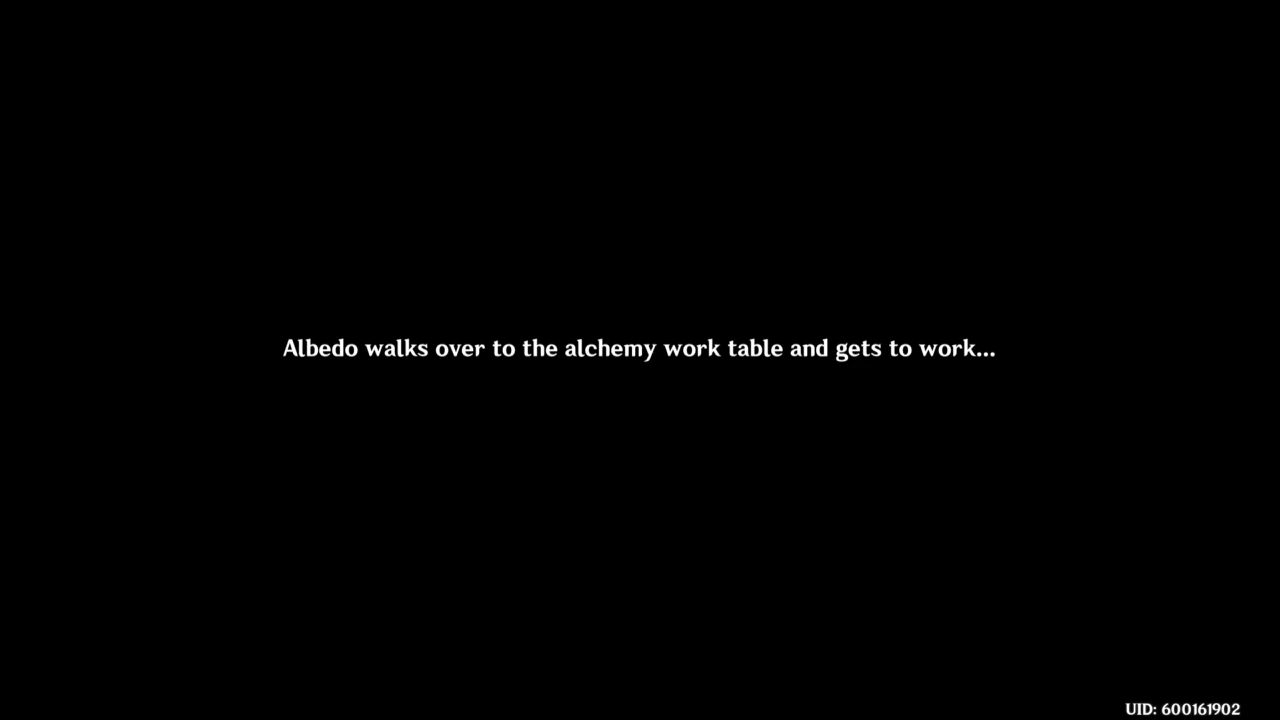 Albedo walks over to the alchemy work table and gets to work...
UID: 600161902